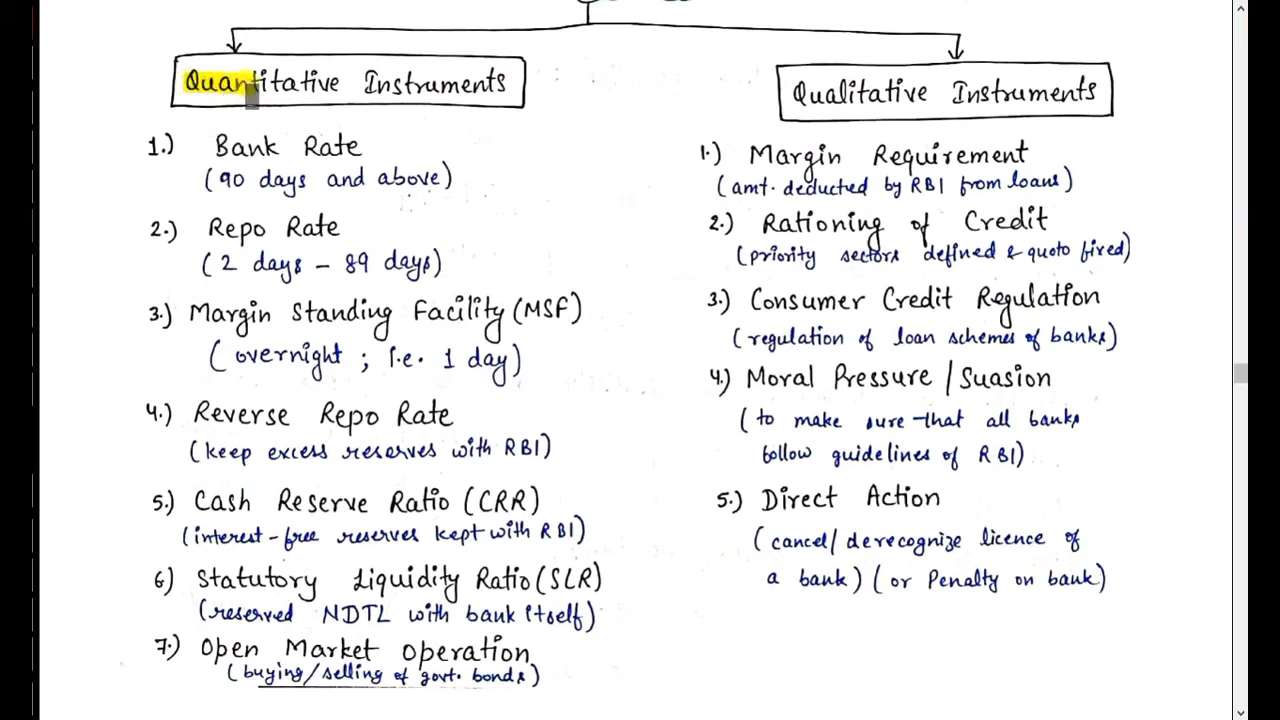 Quantitative Instruments
1.) Bank Rate
(90 days and above)
2.) Repo Rate
(2 days - 89 days)
3.) Margin Standing Facility (MSF)
(overnight ; i.e. 1 day)
4.) Reverse Repo Rate
(keep excess reserves with RBI)
5.) Cash Reserve Ratio (CRR)
(interest-free reserves kept with RBI)
6) Statutory Liquidity Ratio (SLR)
(reserved NDTL with bank itself)
7.) Open Market Operation
(buying/selling of govt. bonds)
Qualitative Instruments
1.) Margin Requirement
(amt. deducted by RBI from loans)
2.) Rationing of Credit
(priority sectors defined & quoto fixed)
3.) Consumer Credit Regulation
(regulation of loan schemes of banks)
4.) Moral Pressure / Suasion
(to make sure that all banks
follow guidelines of RBI)
5.) Direct Action
(cancel/derecognize licence of
a bank) (or Penalty on bank)